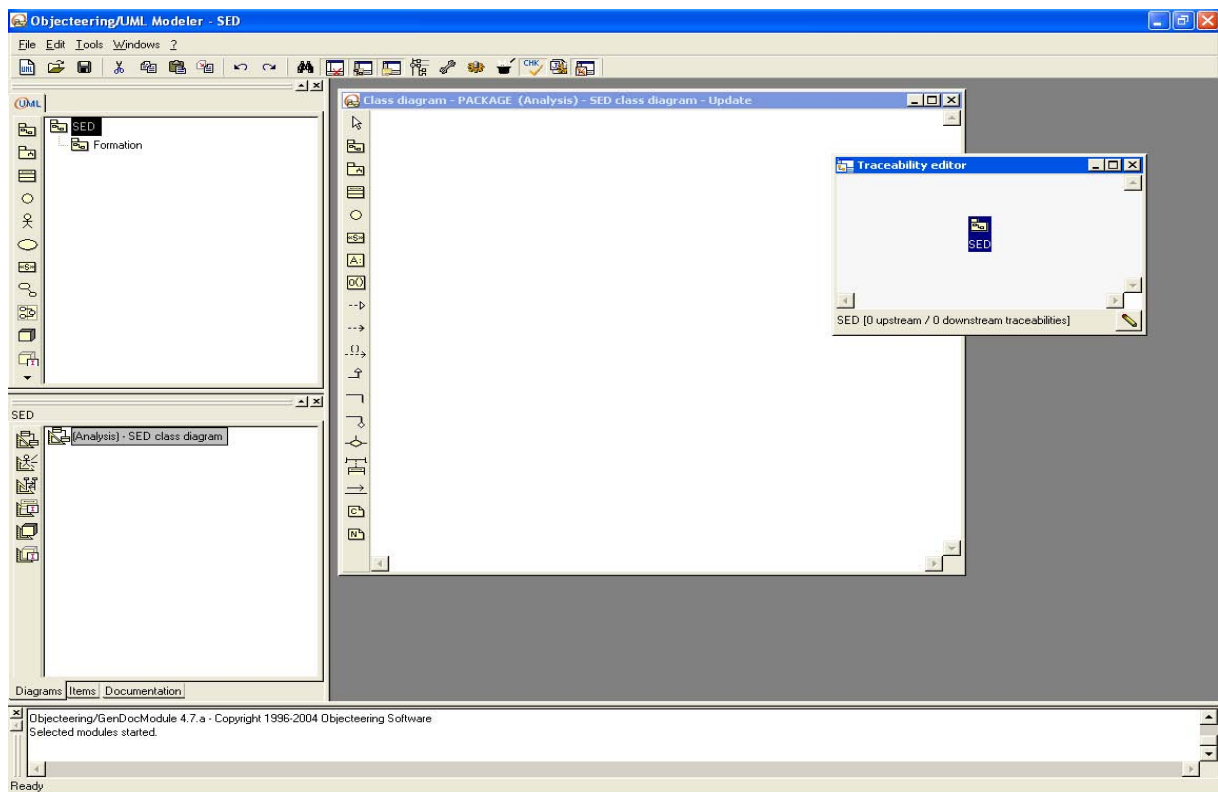 Objecteering/UML Modeler - SED
File Edit Tools Windows ?
UML
SED
Formation
Class diagram - PACKAGE (Analysis) - SED class diagram - Update
Traceability editor
SED
SED [0 upstream / 0 downstream traceabilities]
SED
(Analysis) - SED class diagram
Diagrams Items Documentation
Objecteering/GenDocModule 4.7.a - Copyright 1996-2004 Objecteering Software
Selected modules started.
Ready